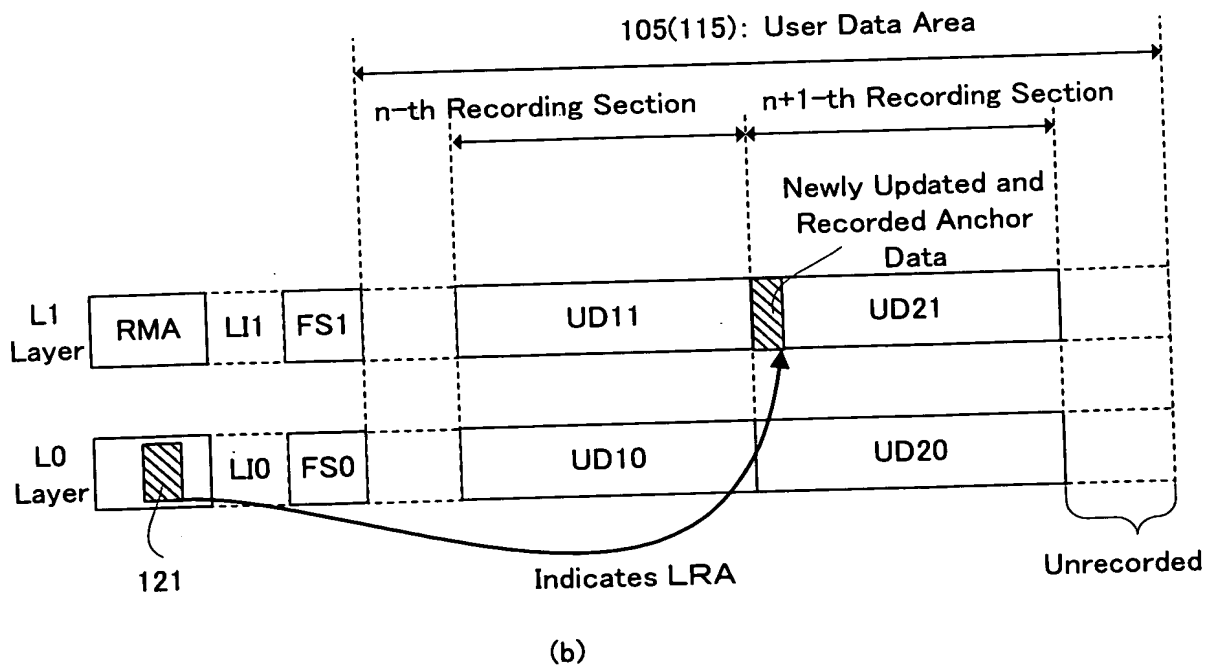 105(115): User Data Area
n-th Recording Section
n+1-th Recording Section
Newly Updated and
Recorded Anchor
Data
L1
Layer
RMA
LI1
FS1
UD11
UD21
L0
Layer
LI0
FS0
UD10
UD20
121
Indicates LRA
Unrecorded
(b)